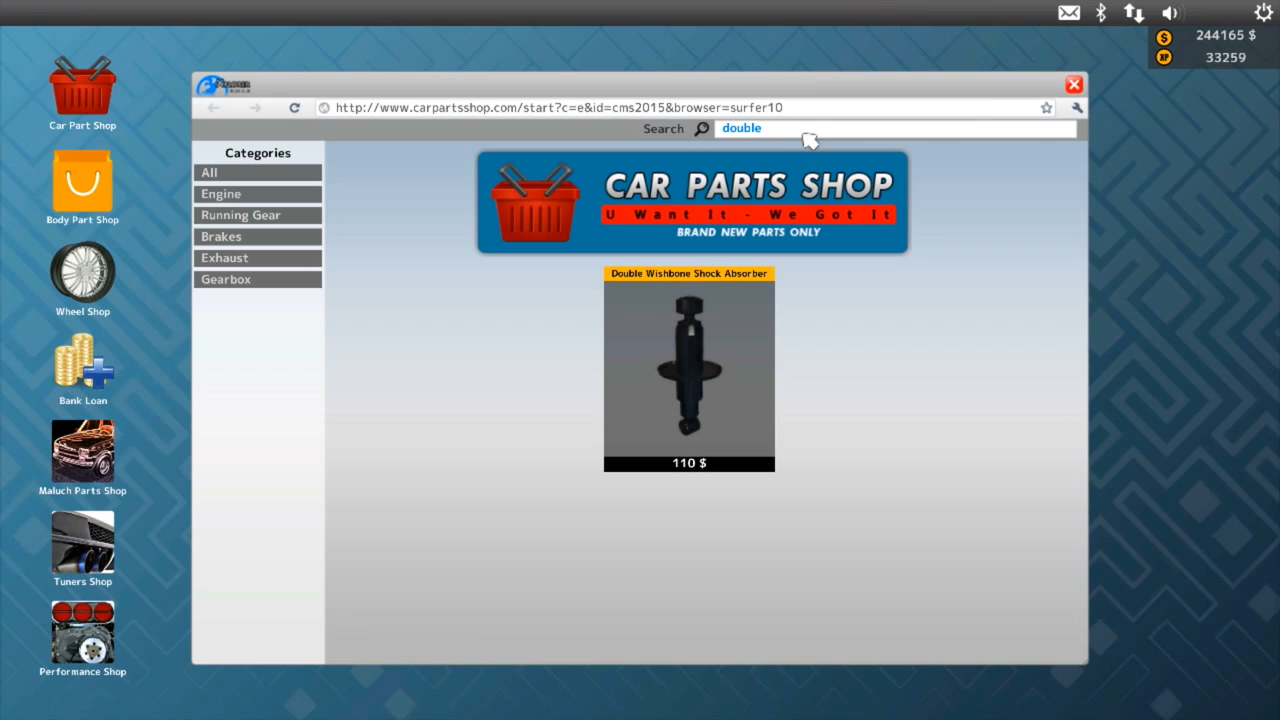 244165 $
33259
Car Part Shop
Body Part Shop
Wheel Shop
Bank Loan
Maluch Parts Shop
Tuners Shop
Performance Shop
http://www.carpartsshop.com/start?c=e&id=cms2015&browser=surfer10
Search
double
Categories
All
Engine
Running Gear
Brakes
Exhaust
Gearbox
CAR PARTS SHOP
U Want It - We Got It
BRAND NEW PARTS ONLY
Double Wishbone Shock Absorber
110 $